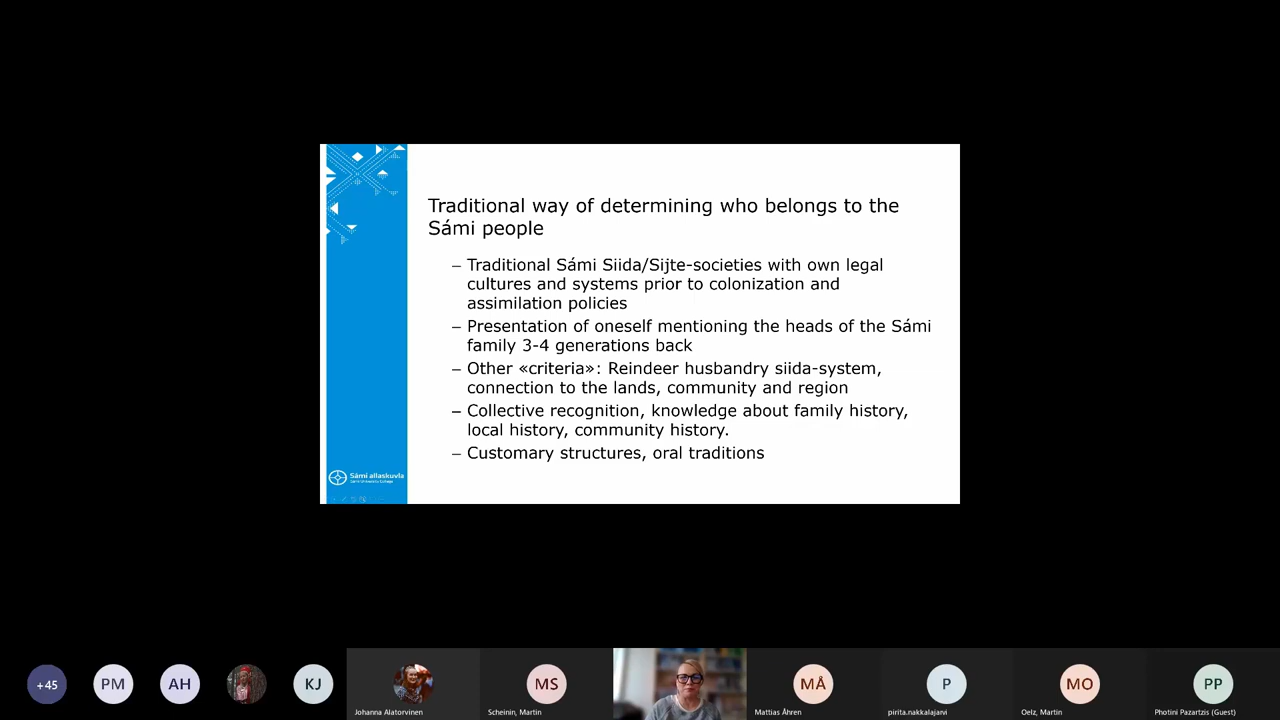 Traditional way of determining who belongs to the
Sámi people
– Traditional Sámi Siida/Sijte-societies with own legal
cultures and systems prior to colonization and
assimilation policies
– Presentation of oneself mentioning the heads of the Sámi
family 3-4 generations back
– Other «criteria»: Reindeer husbandry siida-system,
connection to the lands, community and region
– Collective recognition, knowledge about family history,
local history, community history.
– Customary structures, oral traditions
Sámi allaskuvla
Sámi University College
+45
PM
AH
KJ
Johanna Alatorvinen
MS
Scheinin, Martin
MÅ
Mattias Åhren
P
pirita.nakkalajarvi
MO
Oelz, Martin
PP
Photini Pazartzis (Guest)